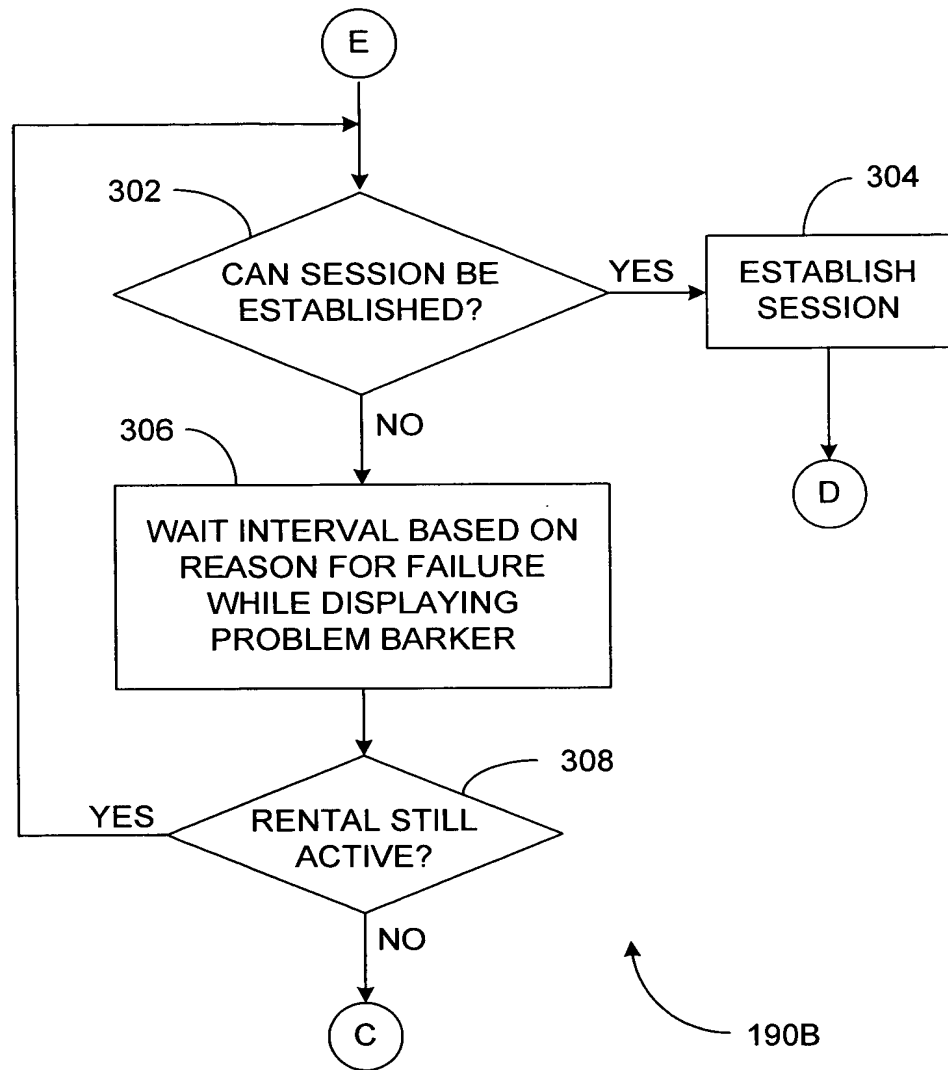 E
302
304
CAN SESSION BE
ESTABLISHED?
YES
ESTABLISH
SESSION
NO
306
D
WAIT INTERVAL BASED ON
REASON FOR FAILURE
WHILE DISPLAYING
PROBLEM BARKER
308
YES
RENTAL STILL
ACTIVE?
NO
C
190B